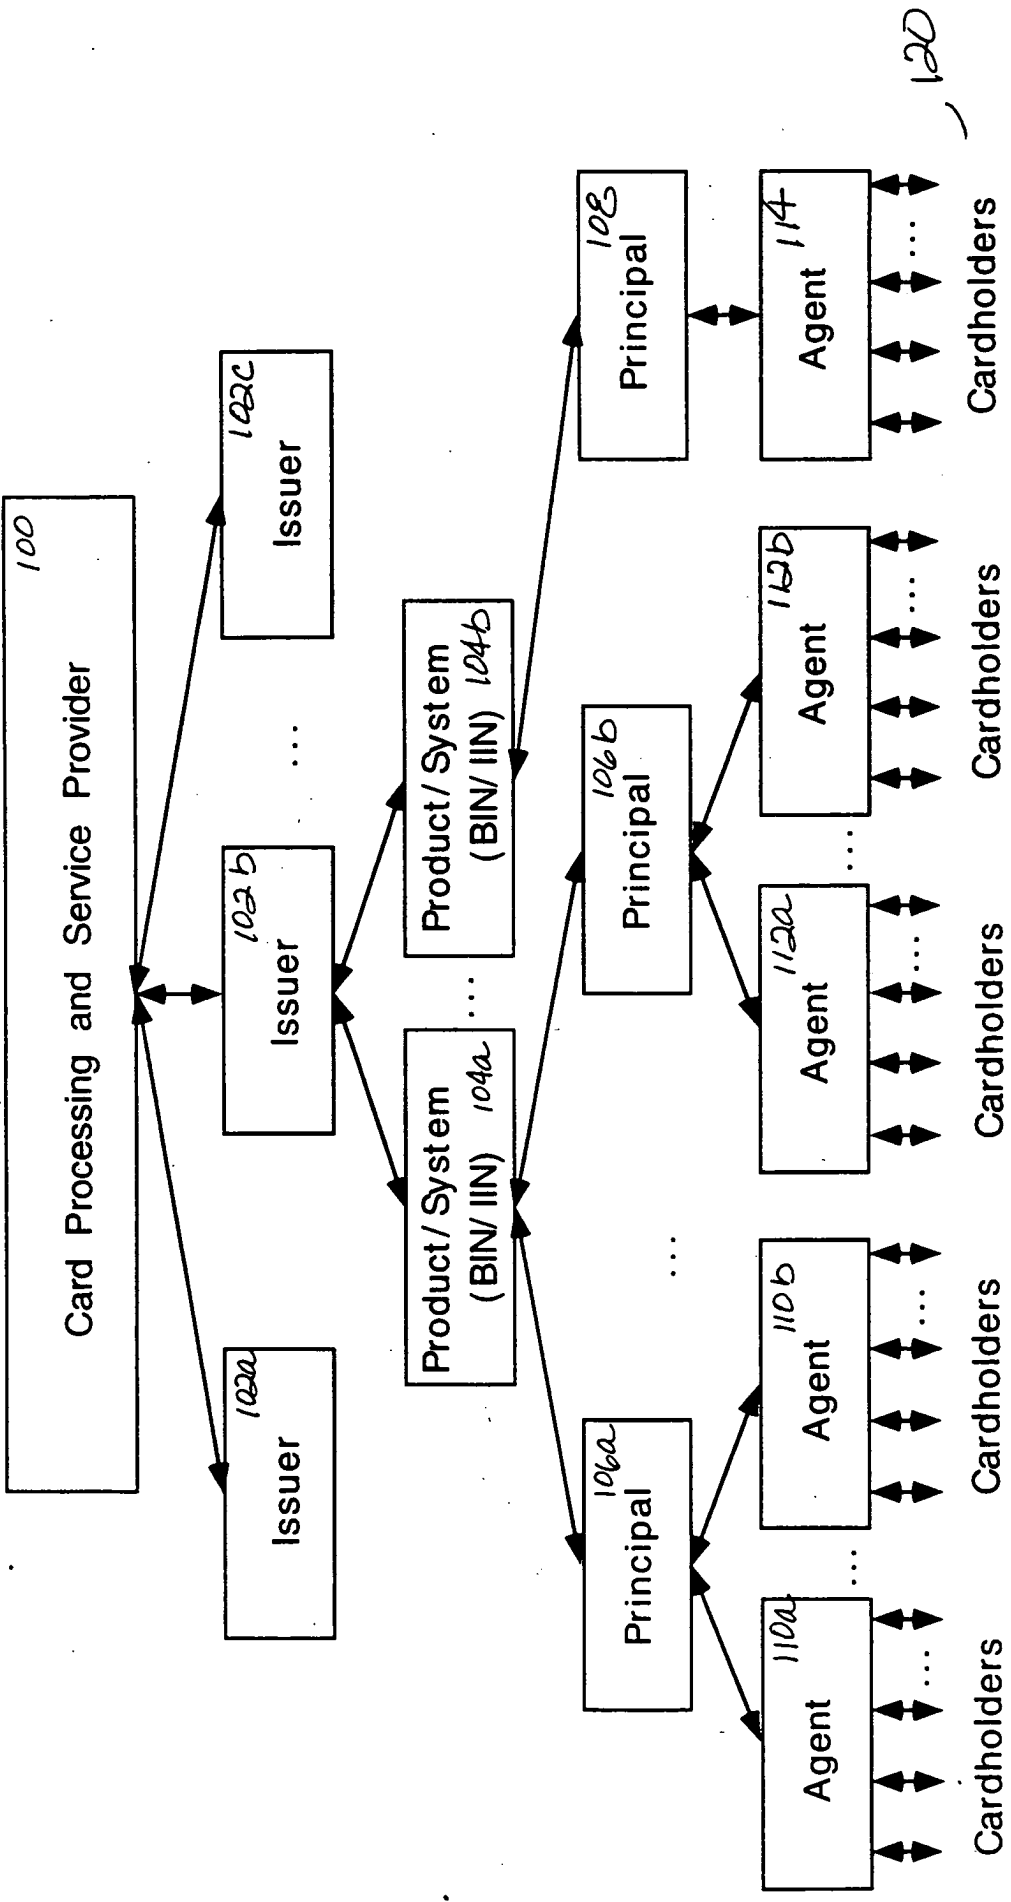 100
Card Processing and Service Provider
102a
Issuer
102b
Issuer
...
102c
Issuer
Product/System
(BIN/IIN) 104a
...
Product/System
(BIN/IIN) 104b
106a
Principal
...
106b
Principal
108
Principal
110a
Agent
...
110b
Agent
112a
Agent
...
112b
Agent
114
Agent
... ... ... ... ...
120
Cardholders Cardholders Cardholders Cardholders Cardholders